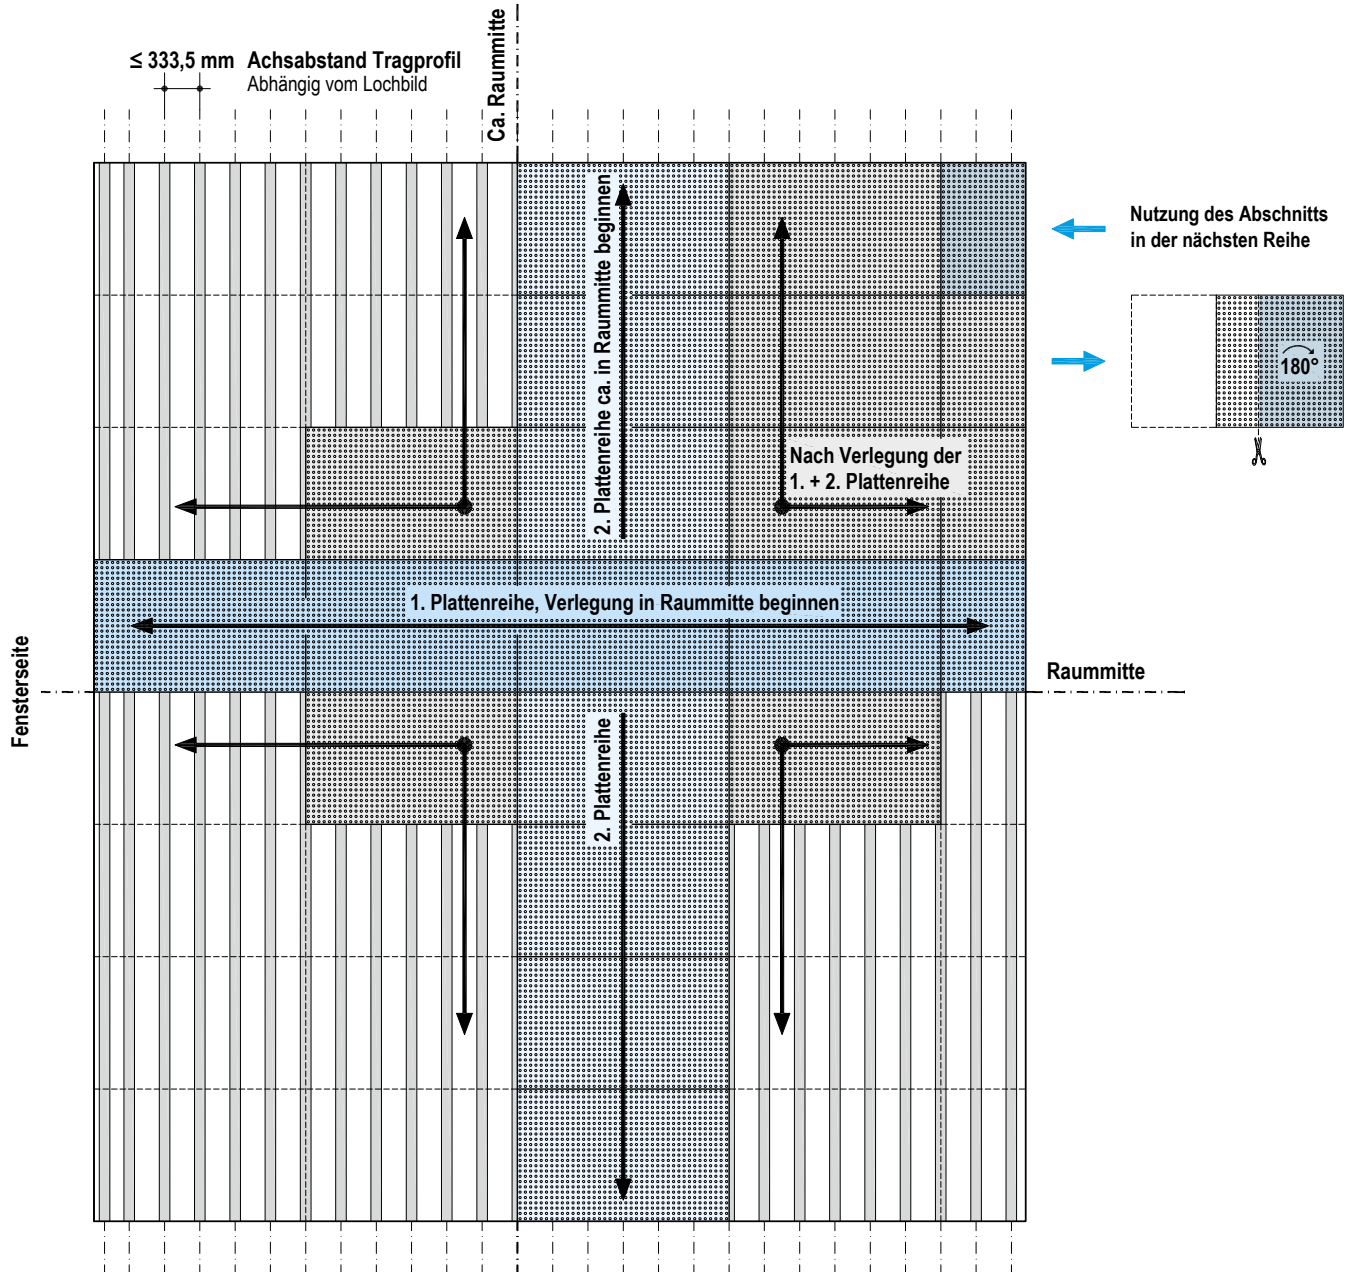 ≤ 333,5 mm Achsabstand Tragprofil
Abhängig vom Lochbild
Ca. Raummitte
2. Plattenreihe ca. in Raummitte beginnen
Nutzung des Abschnitts
in der nächsten Reihe
180°
Nach Verlegung der
1. + 2. Plattenreihe
1. Plattenreihe, Verlegung in Raummitte beginnen
Fensterseite
Raummitte
2. Plattenreihe